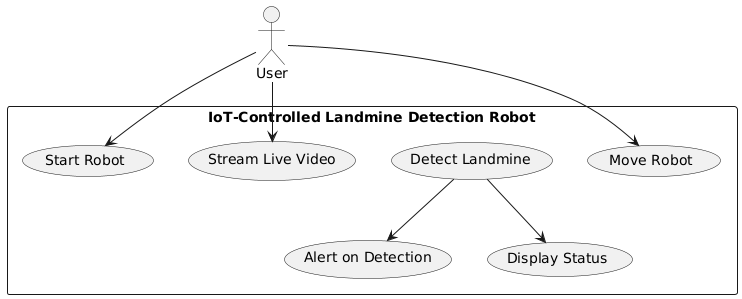 User
IoT-Controlled Landmine Detection Robot
Start Robot
Stream Live Video
Detect Landmine
Move Robot
Alert on Detection
Display Status